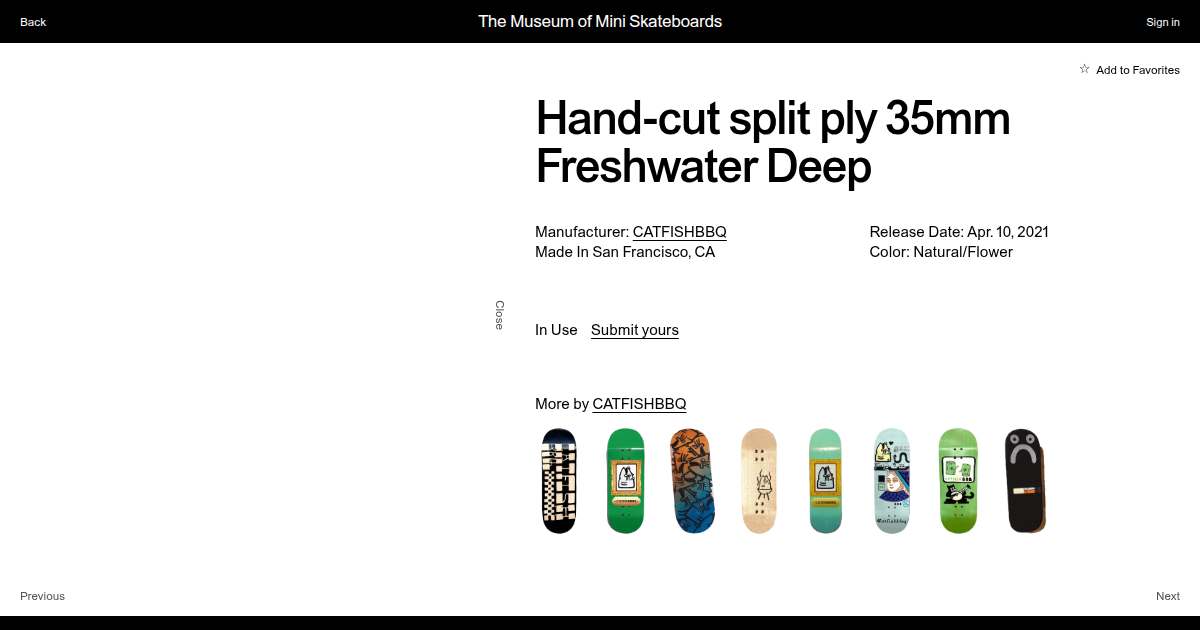 Back
The Museum of Mini Skateboards
Sign in
☆ Add to Favorites
Hand-cut split ply 35mm
Freshwater Deep
Manufacturer: CATFISHBBQ
Made In San Francisco, CA
Release Date: Apr. 10, 2021
Color: Natural/Flower
Close
In Use Submit yours
More by CATFISHBBQ
Previous
Next